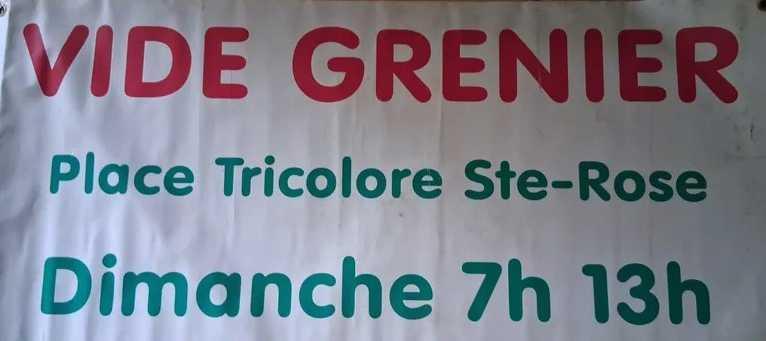 VIDE GRENIER
Place Tricolore Ste-Rose
Dimanche 7h 13h